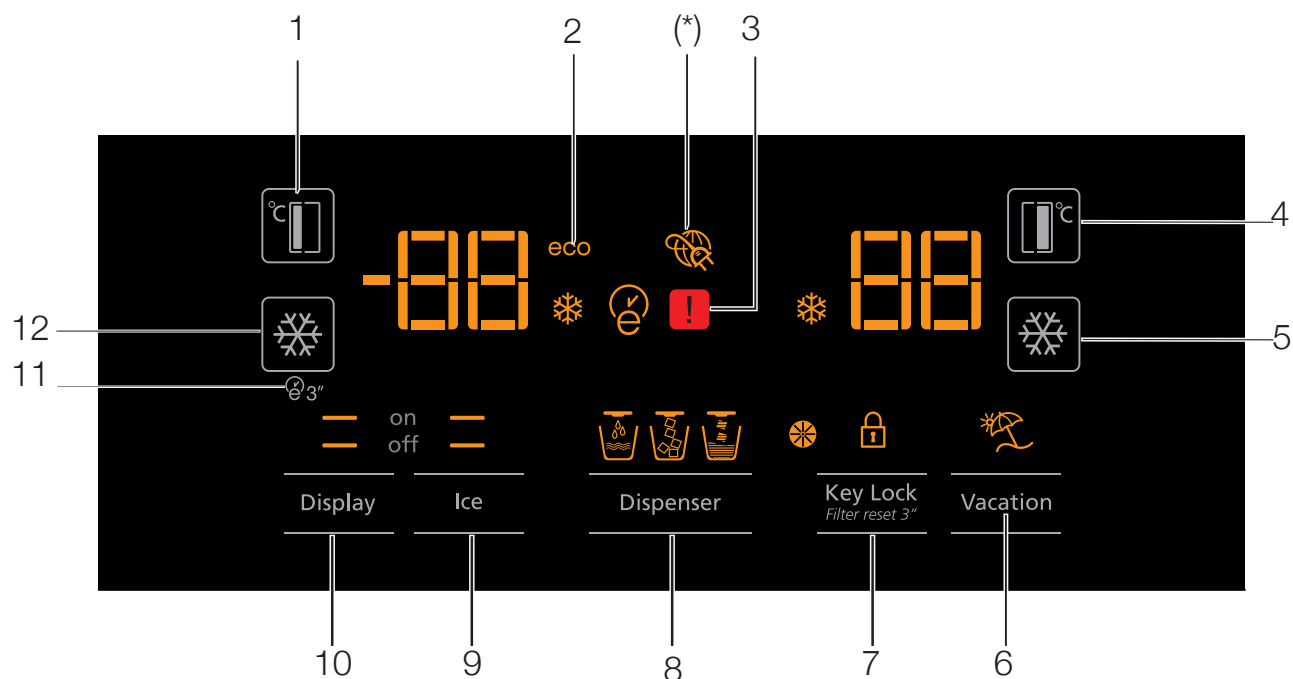 1
2
(*)
3
°C
°C
4
-88
eco
88
e
12
5
11
e 3"
on
off
Display
Ice
Dispenser
Key Lock
Filter reset 3"
Vacation
10
9
8
7
6